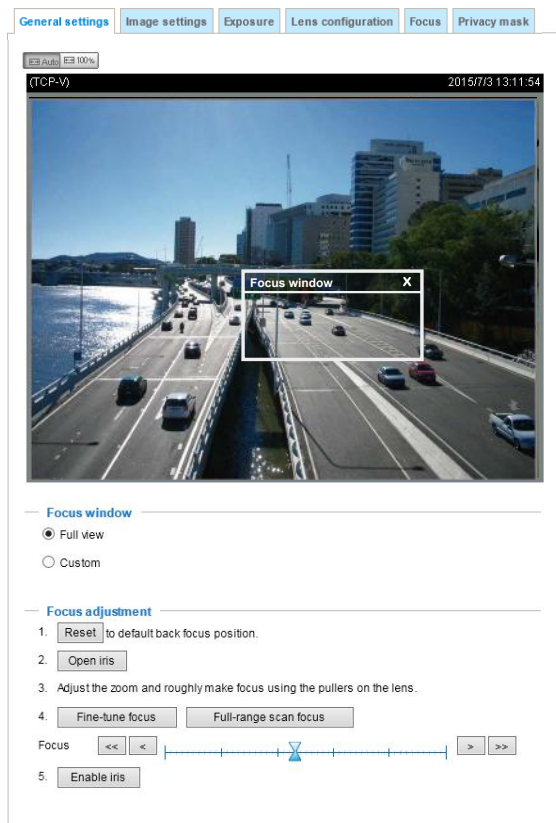 General settings Image settings Exposure Lens configuration Focus Privacy mask
Auto 100%
(TCP-V) 2015/7/3 13:11:54
Focus window X
Focus window
Full view
Custom
Focus adjustment
1. Reset to default back focus position.
2. Open iris
3. Adjust the zoom and roughly make focus using the pullers on the lens.
4. Fine-tune focus Full-range scan focus
Focus << < > >>
5. Enable iris